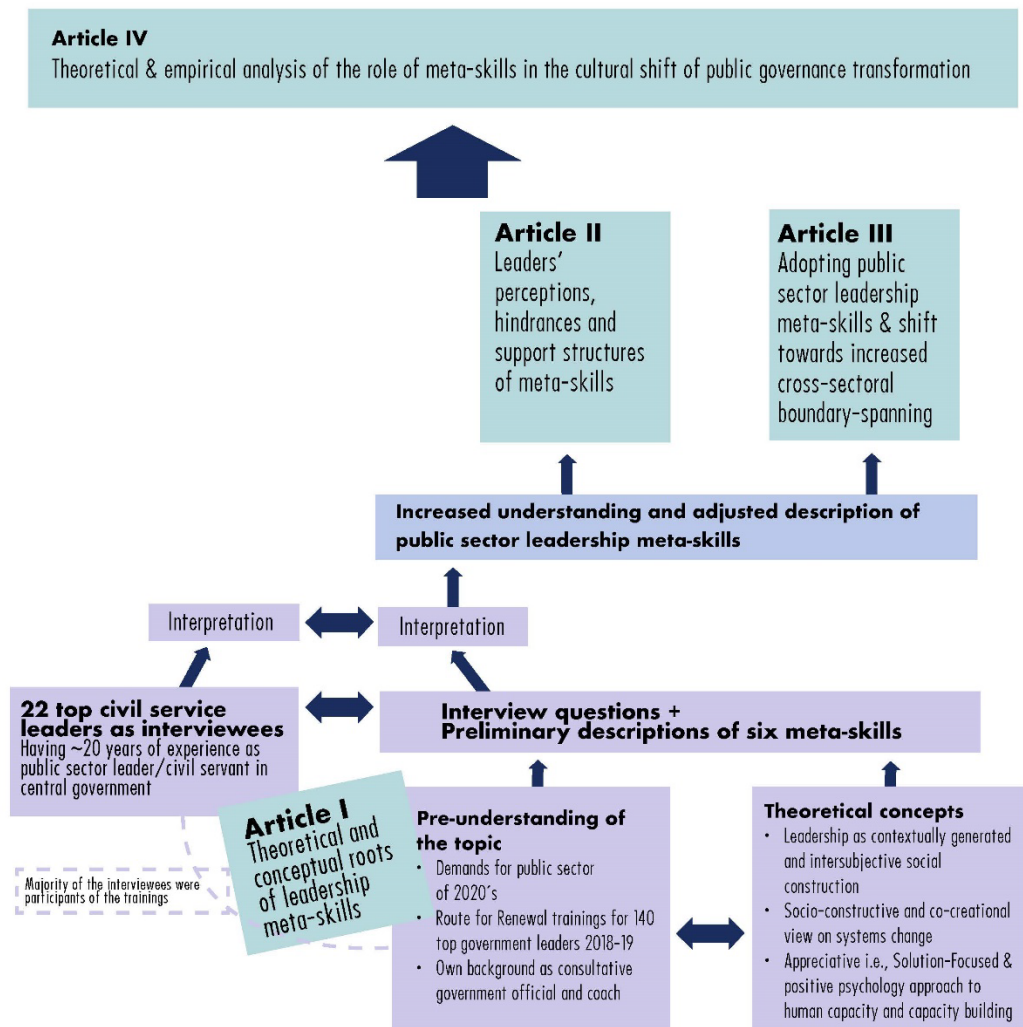 Article IV
Theoretical & empirical analysis of the role of meta-skills in the cultural shift of public governance transformation
Article II
Leaders'
perceptions,
hindrances and
support structures
of meta-skills
Article III
Adopting public
sector leadership
meta-skills & shift
towards increased
cross-sectoral
boundary-spanning
Increased understanding and adjusted description of
public sector leadership meta-skills
Interpretation
Interpretation
22 top civil service
leaders as interviewees
Having ~20 years of experience as
public sector leader/civil servant in
central government
Interview questions +
Preliminary descriptions of six meta-skills
Article I
Theoretical and
conceptual roots
of leadership
meta-skills
Majority of the interviewees were
participants of the trainings
Pre-understanding of
the topic
• Demands for public sector
of 2020´s
• Route for Renewal trainings for 140
top government leaders 2018-19
• Own background as consultative
government official and coach
Theoretical concepts
• Leadership as contextually generated
and intersubjective social
construction
• Socio-constructive and co-creational
view on systems change
• Appreciative i.e., Solution-Focused &
positive psychology approach to
human capacity and capacity building